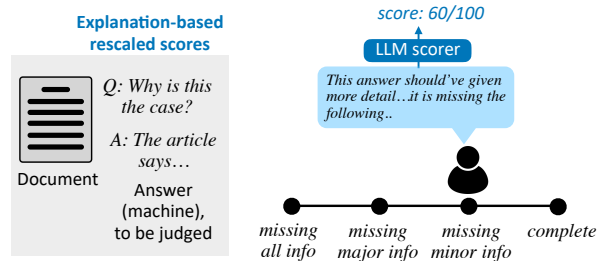 Explanation-based
rescaled scores
Document
Q: Why is this
the case?
A: The article
says…
Answer
(machine),
to be judged
score: 60/100
LLM scorer
This answer should've given
more detail…it is missing the
following..
missing
all info
missing
major info
missing
minor info
complete